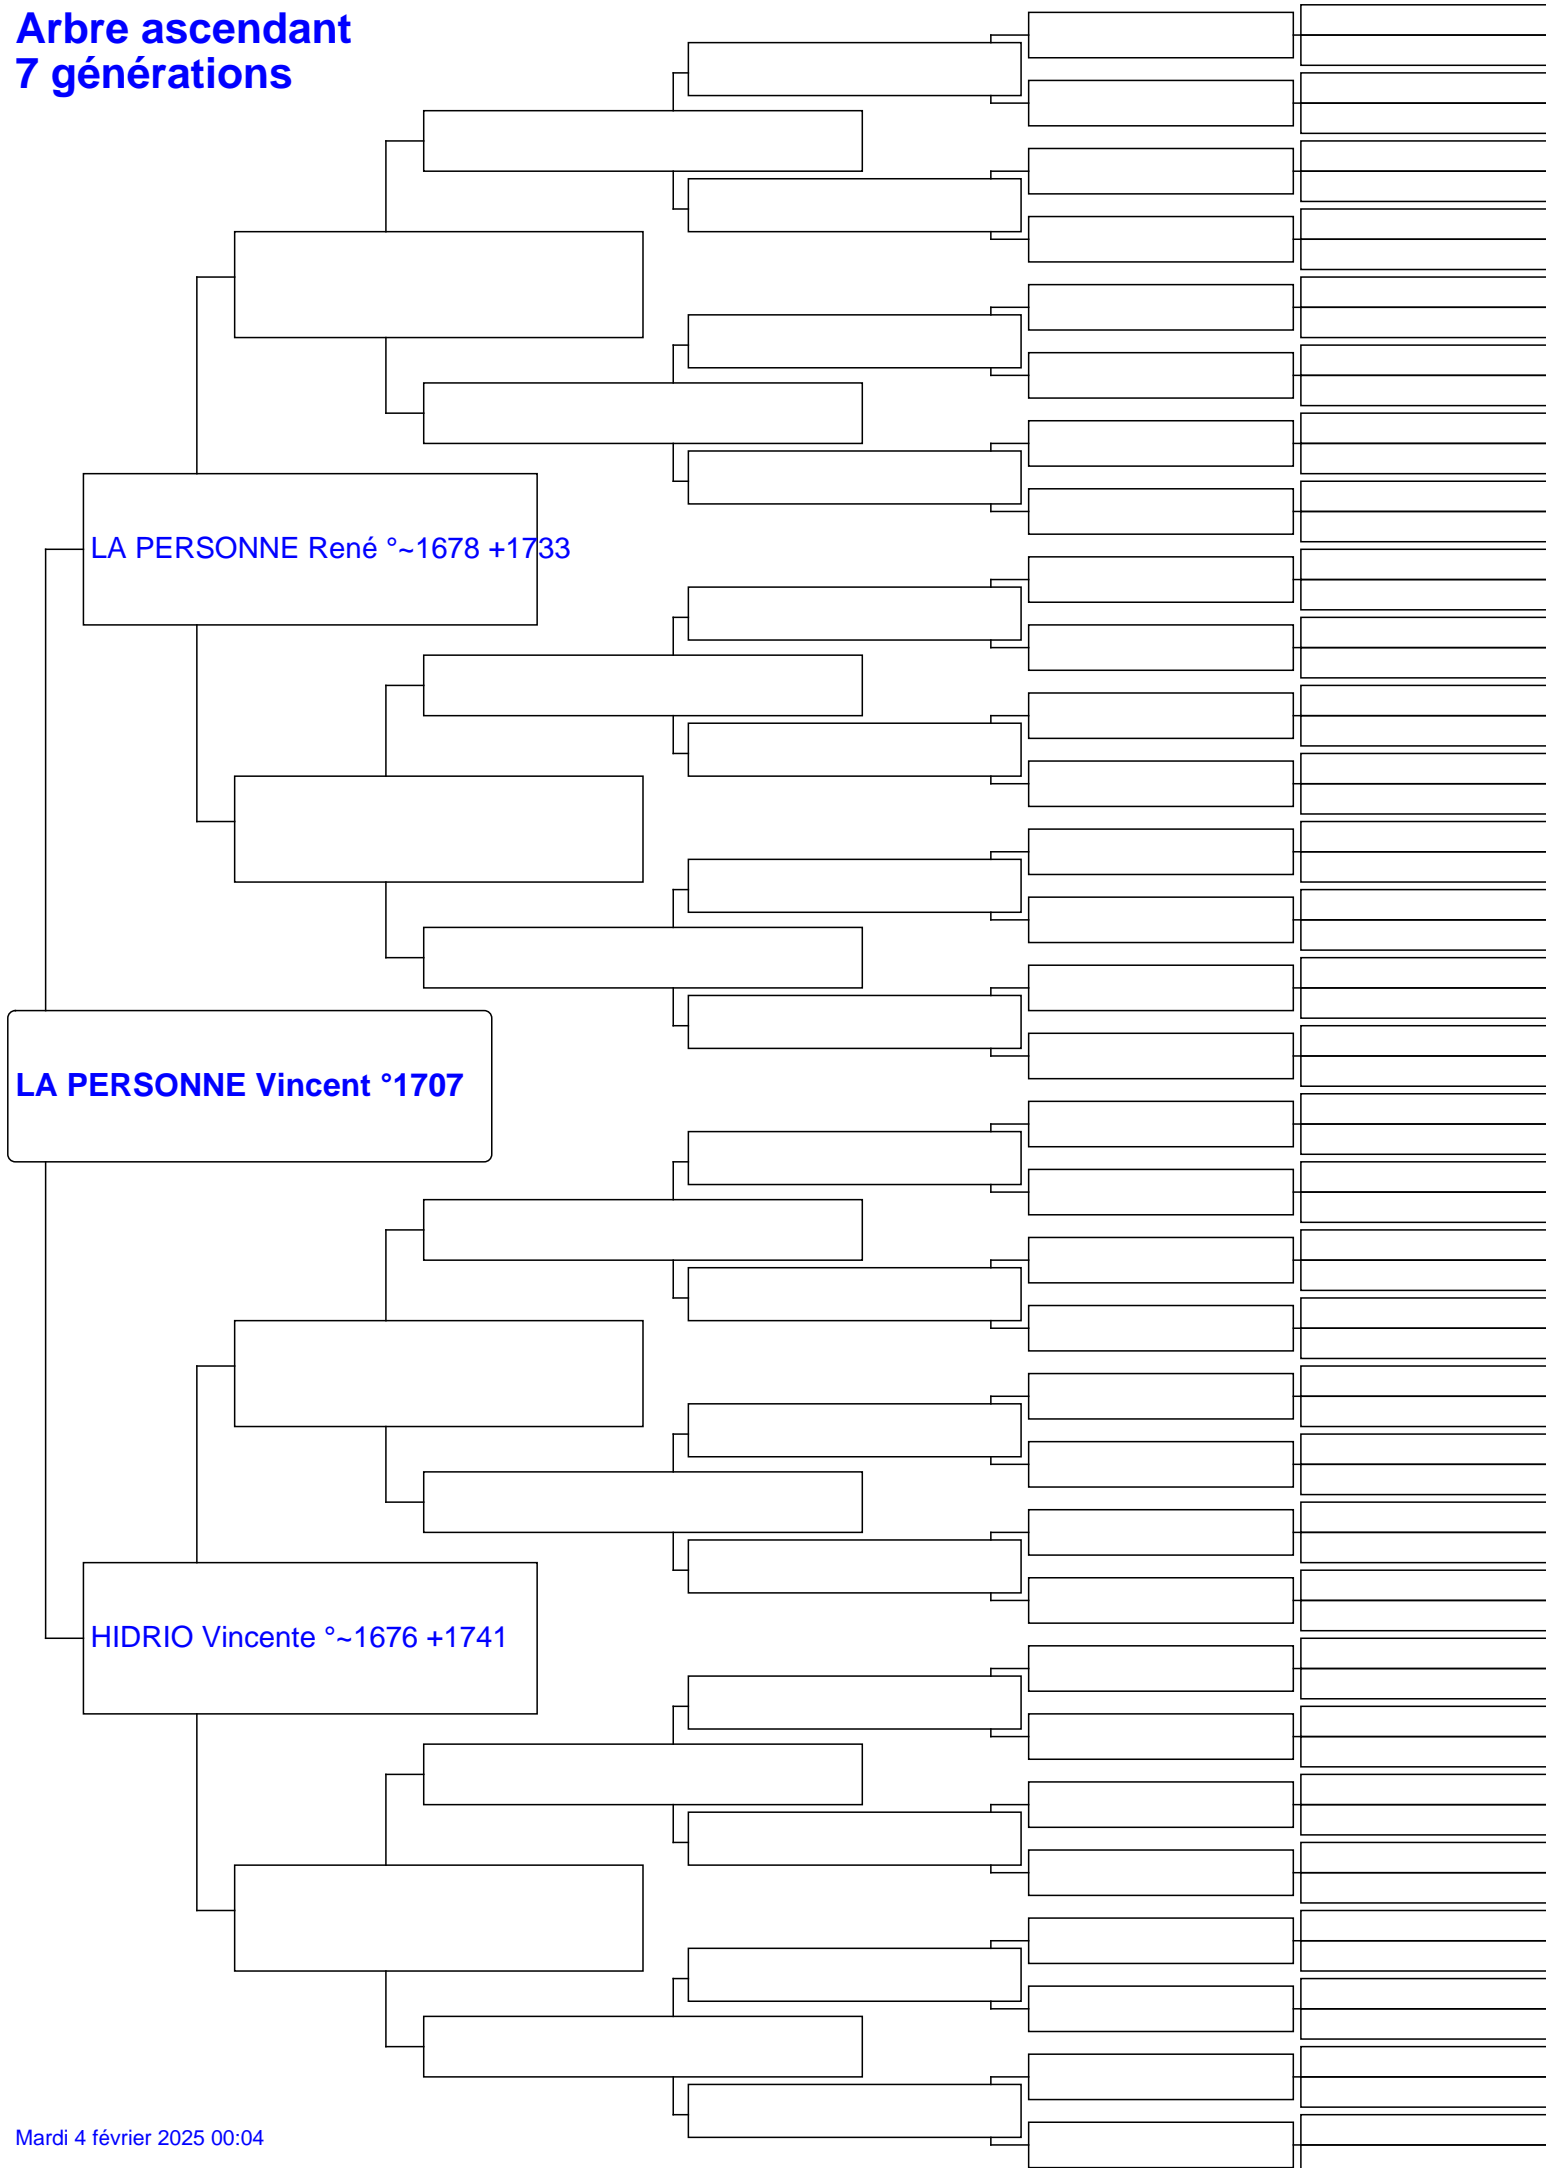 Arbre ascendant
7 générations
LA PERSONNE René °~1678 +1733
LA PERSONNE Vincent °1707
HIDRIO Vincente °~1676 +1741
Mardi 4 février 2025 00:04